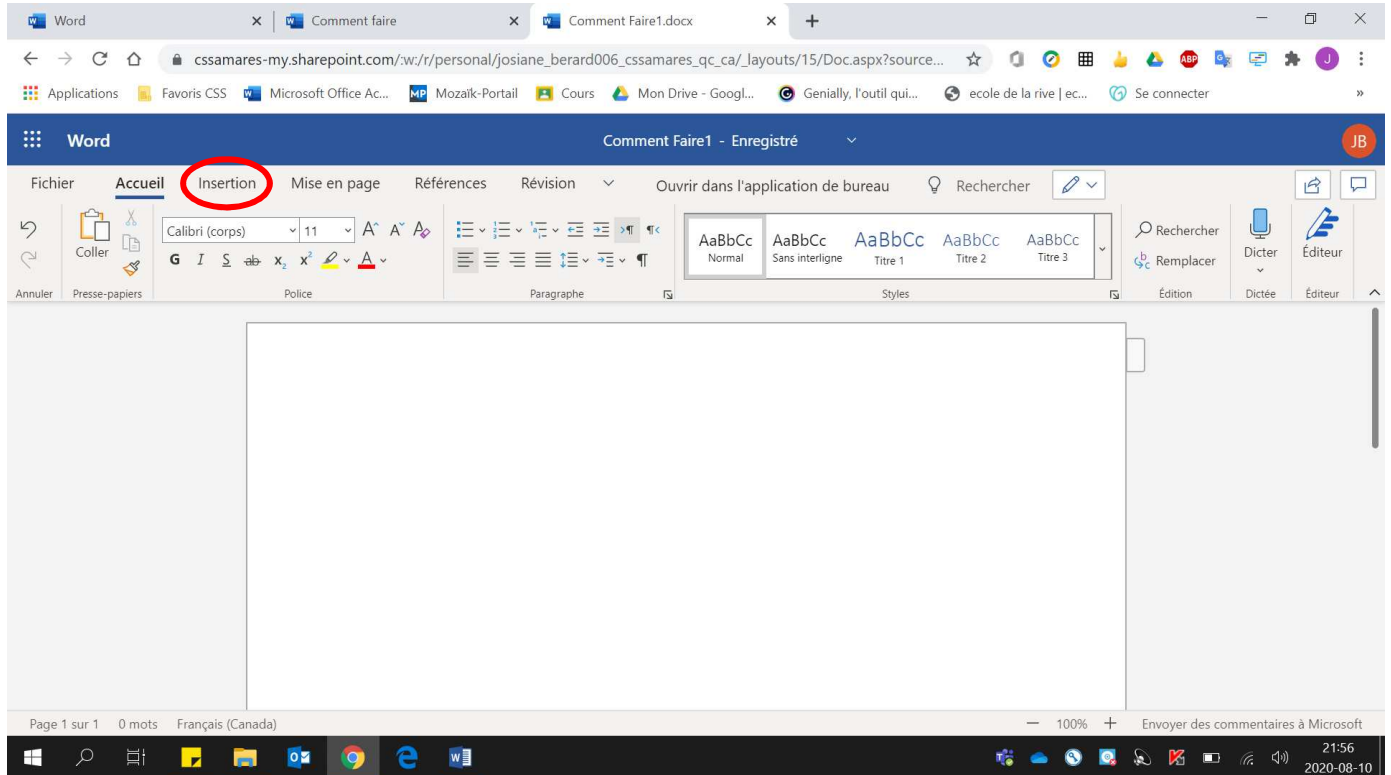 Word
Comment faire
Comment Faire1.docx
cssamares-my.sharepoint.com/:w:/r/personal/josiane_berard006_cssamares_qc_ca/_layouts/15/Doc.aspx?source...
ABP
J
Applications Favoris CSS Microsoft Office Ac... MP Mozaïk-Portail Cours Mon Drive - Googl... Genially, l'outil qui... ecole de la rive | ec... Se connecter »
Word Comment Faire1 - Enregistré JB
Fichier Accueil Insertion Mise en page Références Révision Ouvrir dans l'application de bureau Rechercher
Coller Calibri (corps) 11 A^ A˅ A
G I S ab x₂ x² A
AaBbCc Normal
AaBbCc Sans interligne
AaBbCc Titre 1
AaBbCc Titre 2
AaBbCc Titre 3
Rechercher
Remplacer
Dicter
Éditeur
Annuler Presse-papiers Police Paragraphe Styles Édition Dictée Éditeur
Page 1 sur 1 0 mots Français (Canada) 100% Envoyer des commentaires à Microsoft
21:56
2020-08-10